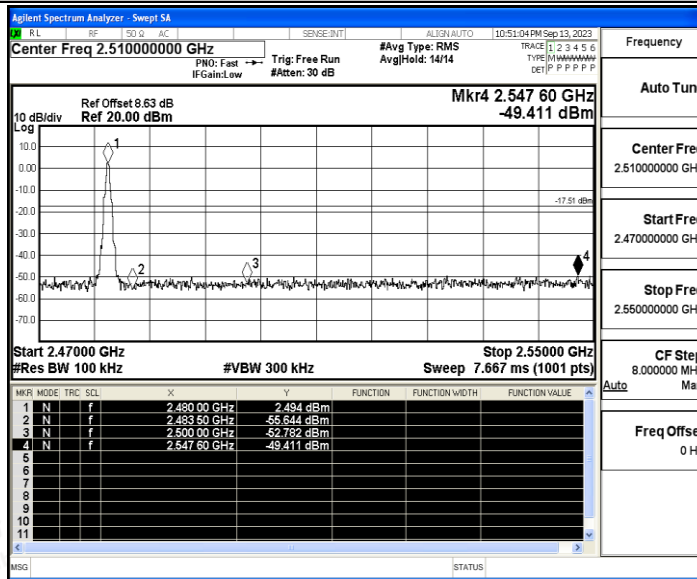 Agilent Spectrum Analyzer - Swept SA
RL RF 50 Ω AC SENSE:INT ALIGN AUTO 10:51:04 PM Sep 13, 2023
Center Freq 2.510000000 GHz
PNO: Fast
IFGain:Low
Trig: Free Run
#Atten: 30 dB
#Avg Type: RMS
Avg|Hold: 14/14
TRACE 1 2 3 4 5 6
TYPE M
DET P P P P P P
Ref Offset 8.63 dB
10 dB/div Ref 20.00 dBm
Log
Mkr4 2.547 60 GHz
-49.411 dBm
10.0
0.00
-10.0
-20.0
-30.0
-40.0
-50.0
-60.0
-70.0
1
2
3
4
-17.51 dBm
Start 2.47000 GHz Stop 2.55000 GHz
#Res BW 100 kHz #VBW 300 kHz Sweep 7.667 ms (1001 pts)
MKR MODE TRC SCL X Y FUNCTION FUNCTION WIDTH FUNCTION VALUE
1 N f 2.480 00 GHz 2.494 dBm
2 N f 2.483 50 GHz -55.644 dBm
3 N f 2.500 00 GHz -52.782 dBm
4 N f 2.547 60 GHz -49.411 dBm
5
6
7
8
9
10
11
MSG STATUS
Frequency
Auto Tun
Center Fre
2.510000000 GH
Start Fre
2.470000000 GH
Stop Fre
2.550000000 GH
CF Ste
8.000000 MH
Auto Ma
Freq Offse
0 H